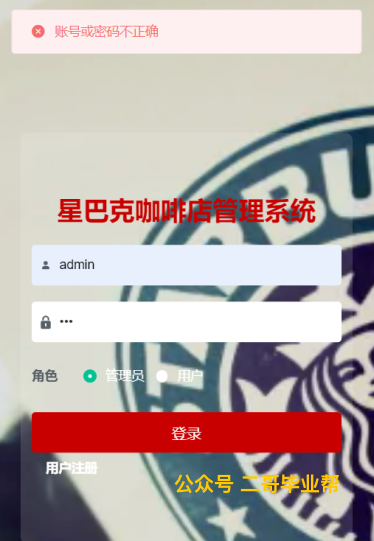 账号或密码不正确
星巴克咖啡店管理系统
admin
•••
角色 管理员 用户
登录
用户注册
公众号 二哥毕业帮